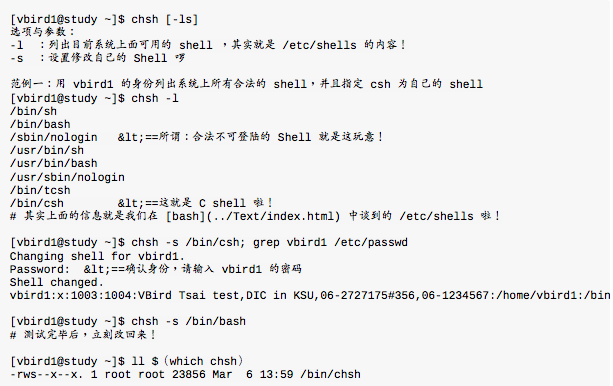 [vbird1@study ~]$ chsh [-ls]
选项与参数：
-l  ：列出目前系统上面可用的 shell ，其实就是 /etc/shells 的内容！
-s  ：设置修改自己的 Shell 啰
范例一：用 vbird1 的身份列出系统上所有合法的 shell，并且指定 csh 为自己的 shell
[vbird1@study ~]$ chsh -l
/bin/sh
/bin/bash
/sbin/nologin   &lt;==所谓：合法不可登陆的 Shell 就是这玩意！
/usr/bin/sh
/usr/bin/bash
/usr/sbin/nologin
/bin/tcsh
/bin/csh        &lt;==这就是 C shell 啦！
# 其实上面的信息就是我们在 [bash](../Text/index.html) 中谈到的 /etc/shells 啦！
[vbird1@study ~]$ chsh -s /bin/csh; grep vbird1 /etc/passwd
Changing shell for vbird1.
Password:  &lt;==确认身份，请输入 vbird1 的密码
Shell changed.
vbird1:x:1003:1004:VBird Tsai test,DIC in KSU,06-2727175#356,06-1234567:/home/vbird1:/bin
[vbird1@study ~]$ chsh -s /bin/bash
# 测试完毕后，立刻改回来！
[vbird1@study ~]$ ll $（which chsh）
-rws--x--x. 1 root root 23856 Mar  6 13:59 /bin/chsh